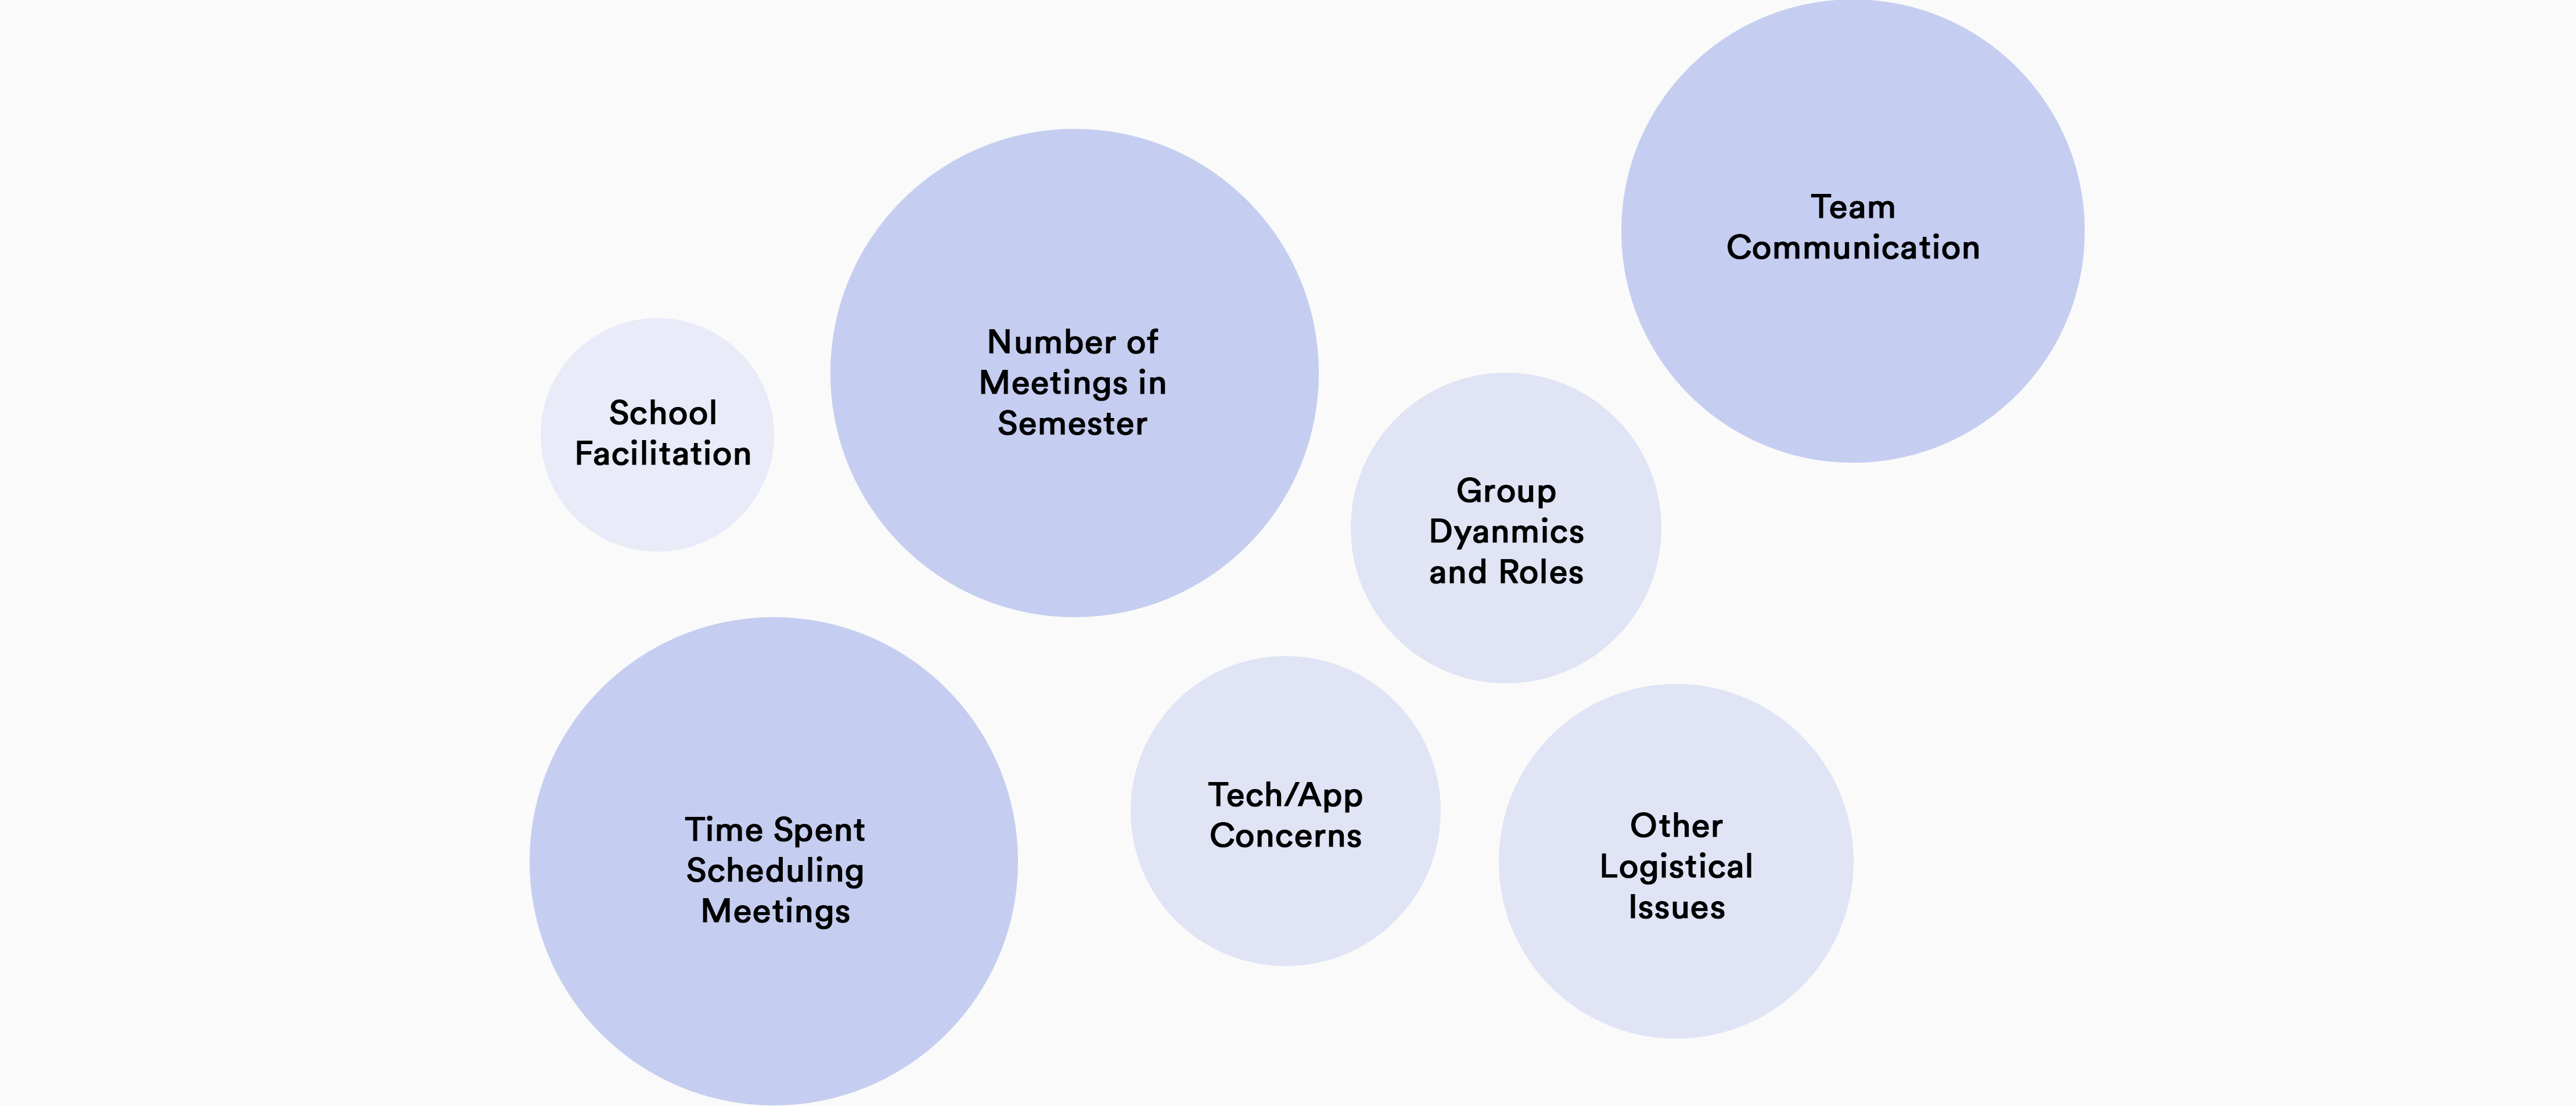 Team
Communication
Number of
Meetings in
Semester
School
Facilitation
Group
Dyanmics
and Roles
Time Spent
Scheduling
Meetings
Tech/App
Concerns
Other
Logistical
Issues